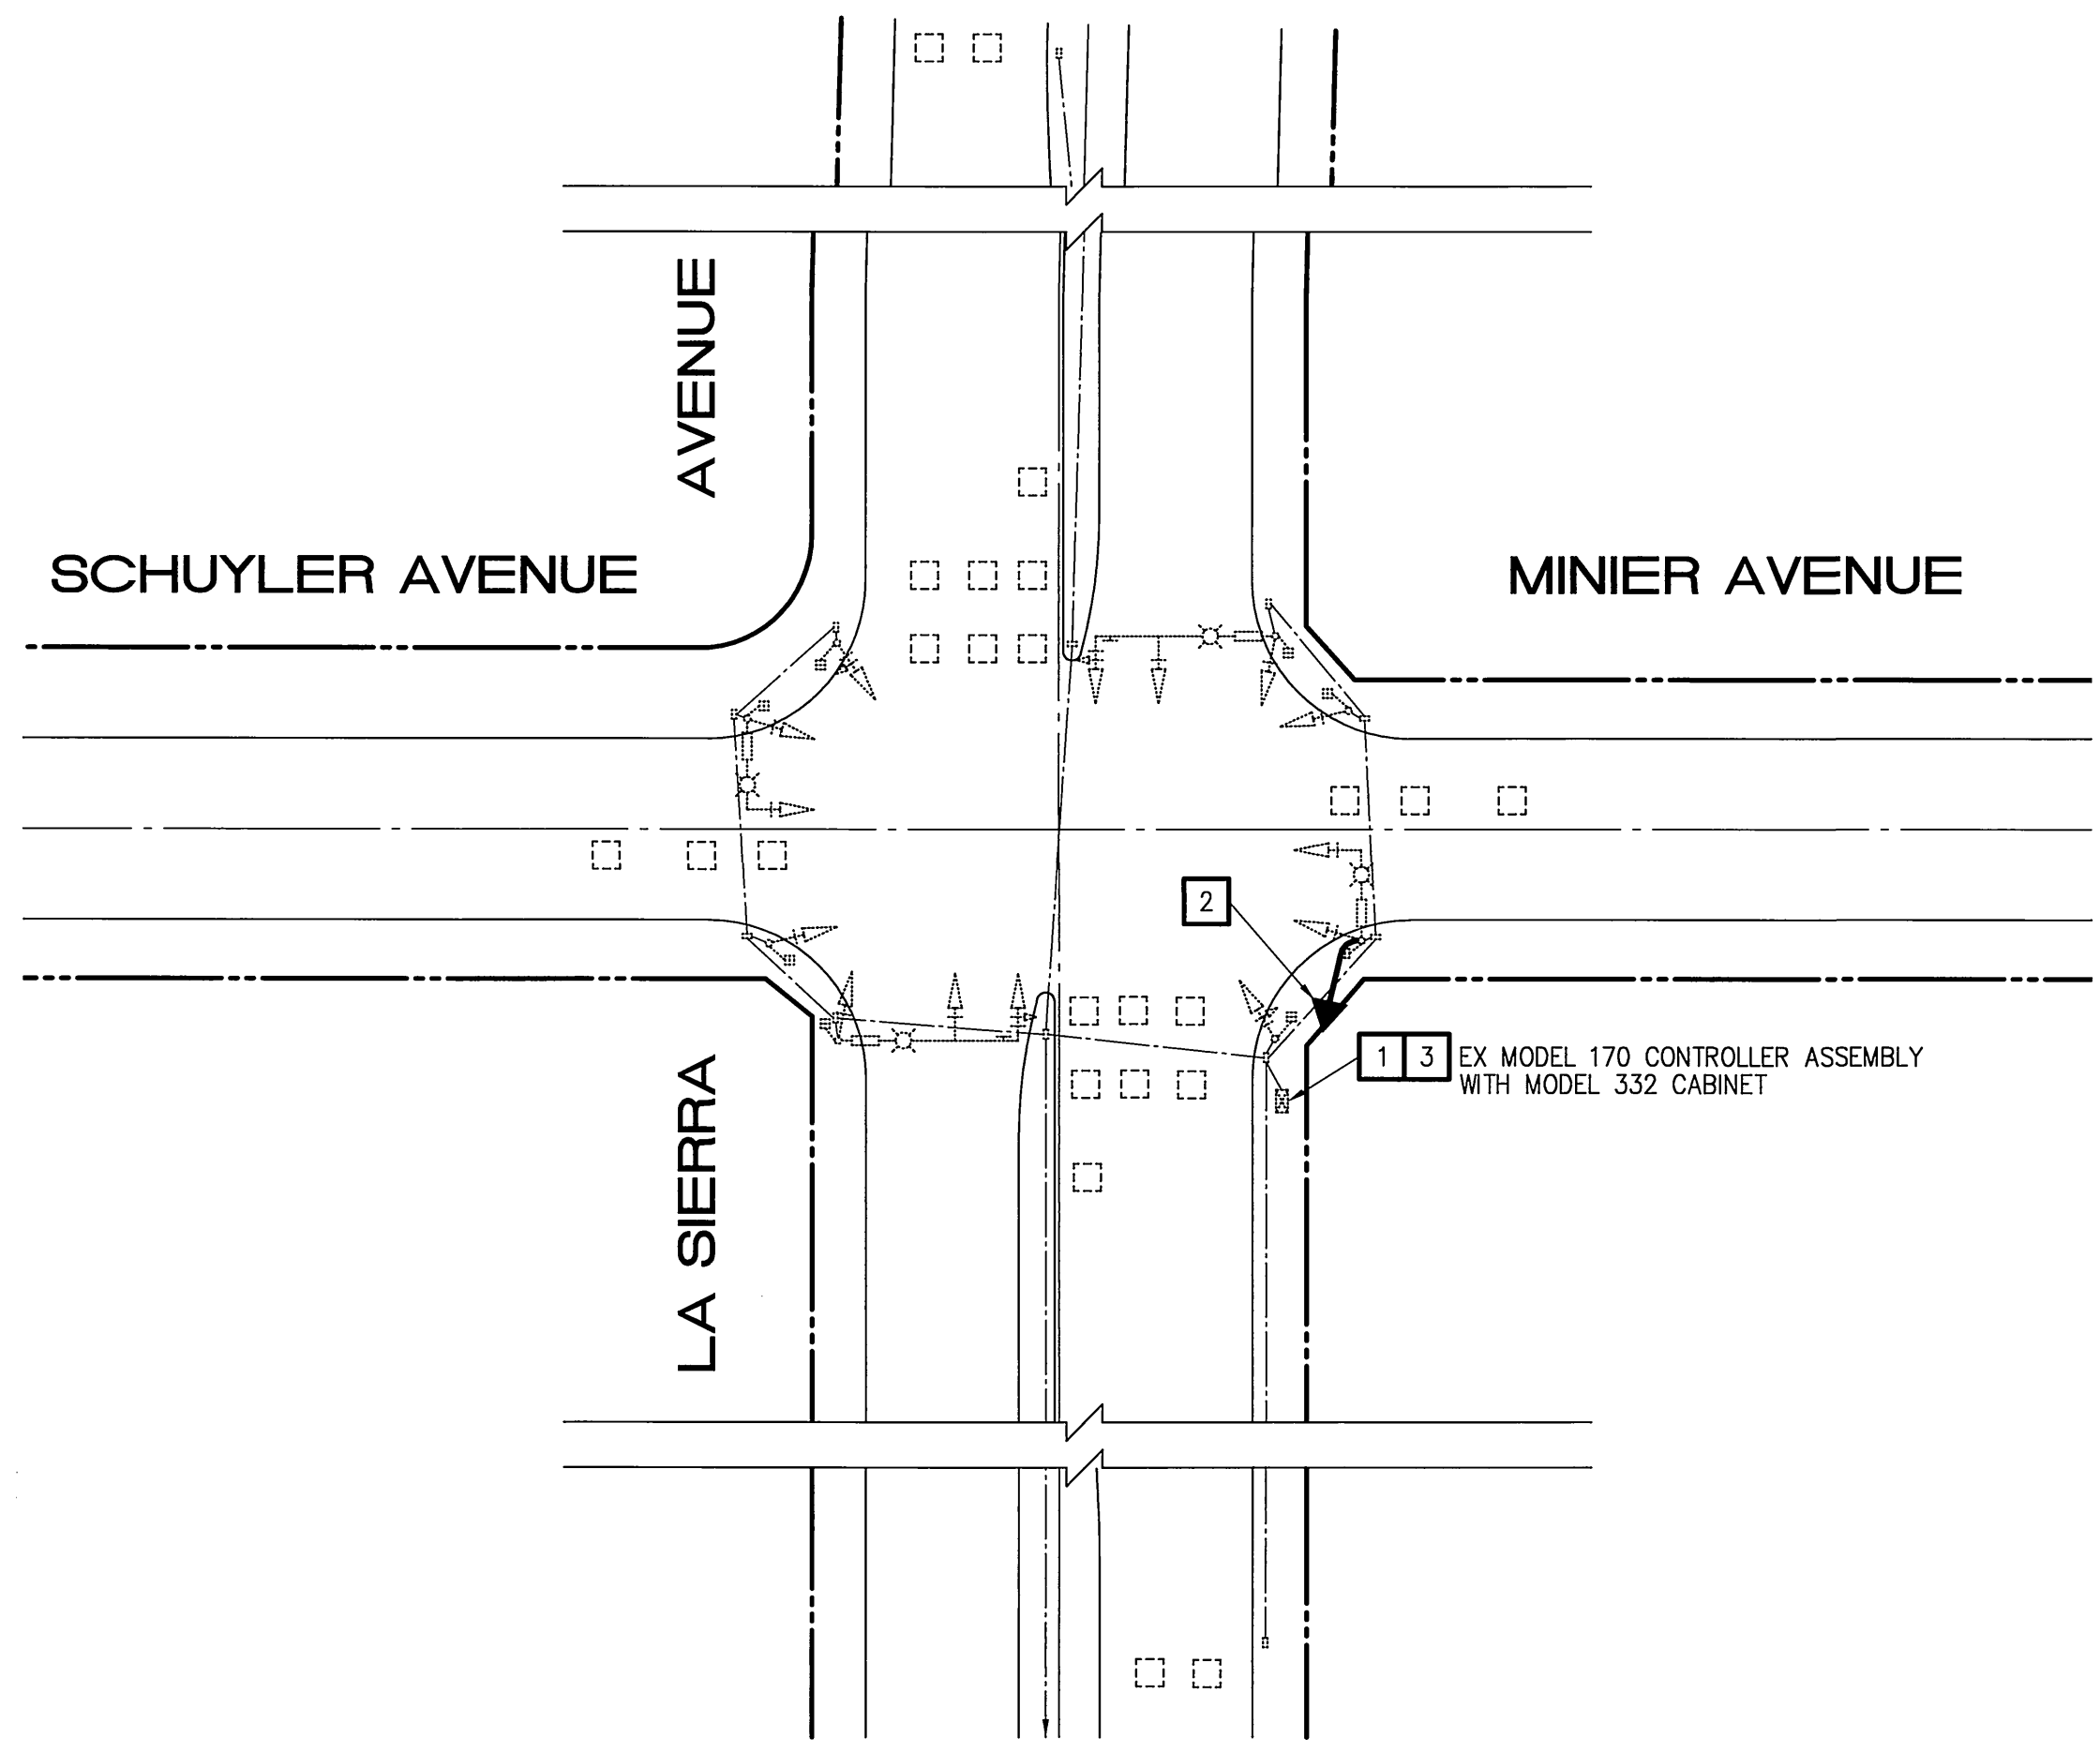 AVENUE
SCHUYLER AVENUE
MINIER AVENUE
2
1 3 EX MODEL 170 CONTROLLER ASSEMBLY
WITH MODEL 332 CABINET
LA SIERRA